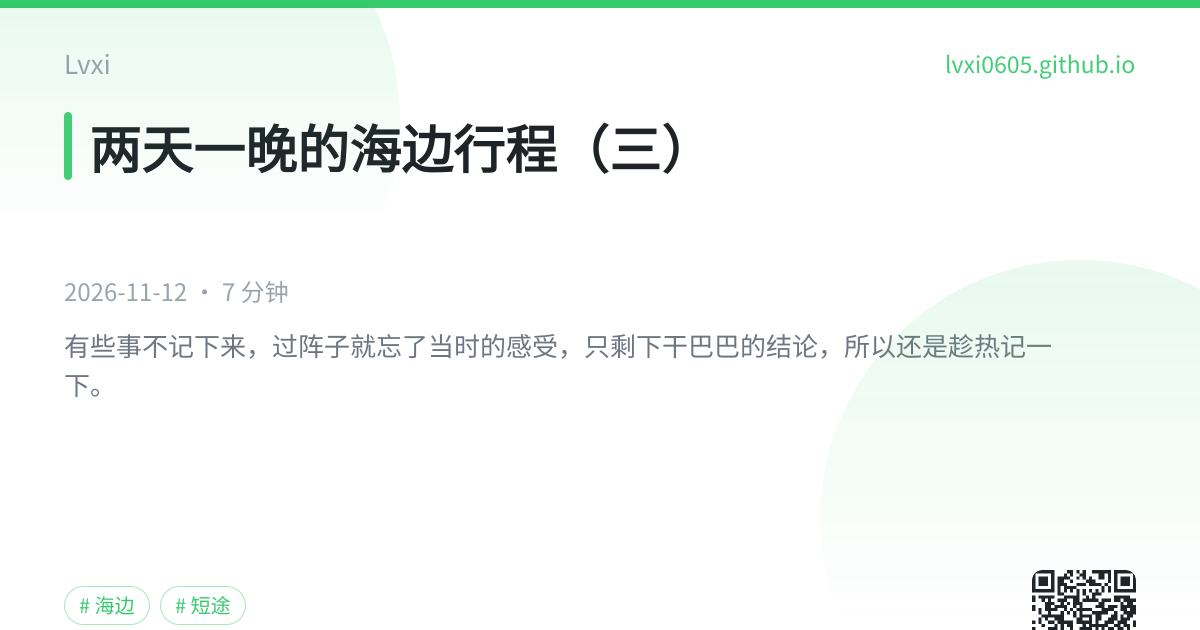 Lvxi
lvxi0605.github.io
两天一晚的海边行程（三）
2026-11-12 · 7 分钟
有些事不记下来，过阵子就忘了当时的感受，只剩下干巴巴的结论，所以还是趁热记一
下。
# 海边
# 短途